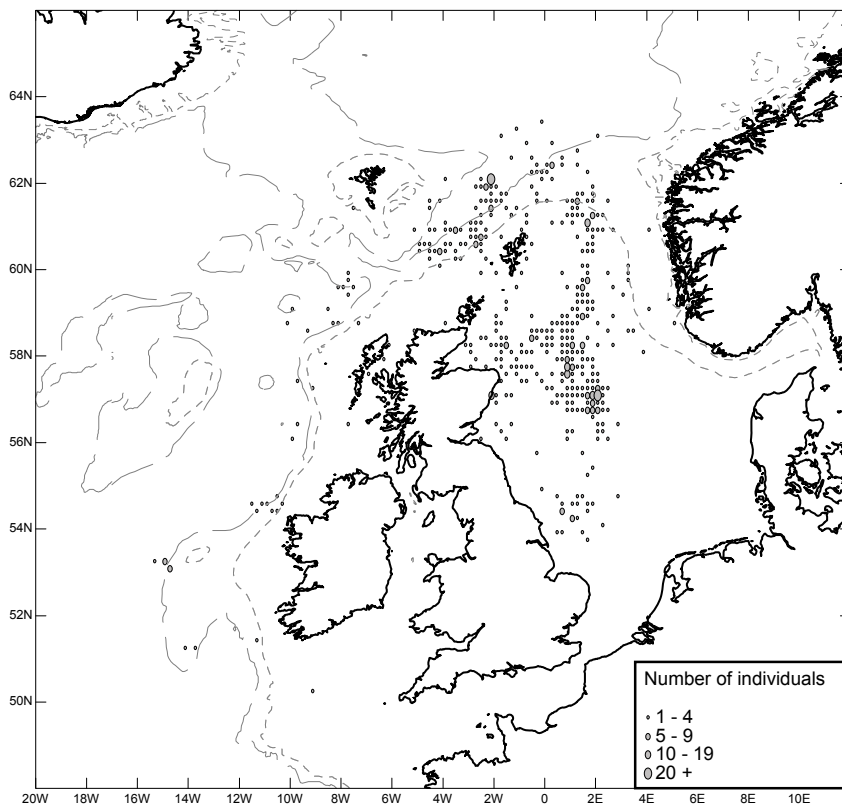 64N
62N
60N
58N
56N
54N
52N
50N
Number of individuals
1 - 4
5 - 9
10 - 19
20 +
20W 18W 16W 14W 12W 10W 8W 6W 4W 2W 0 2E 4E 6E 8E 10E